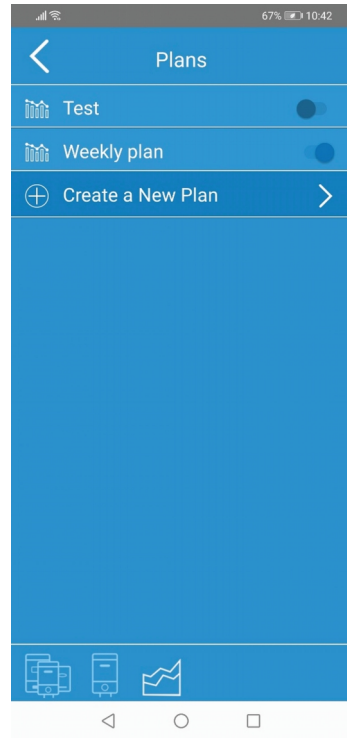 67% 10:42
Plans
Test
Weekly plan
Create a New Plan